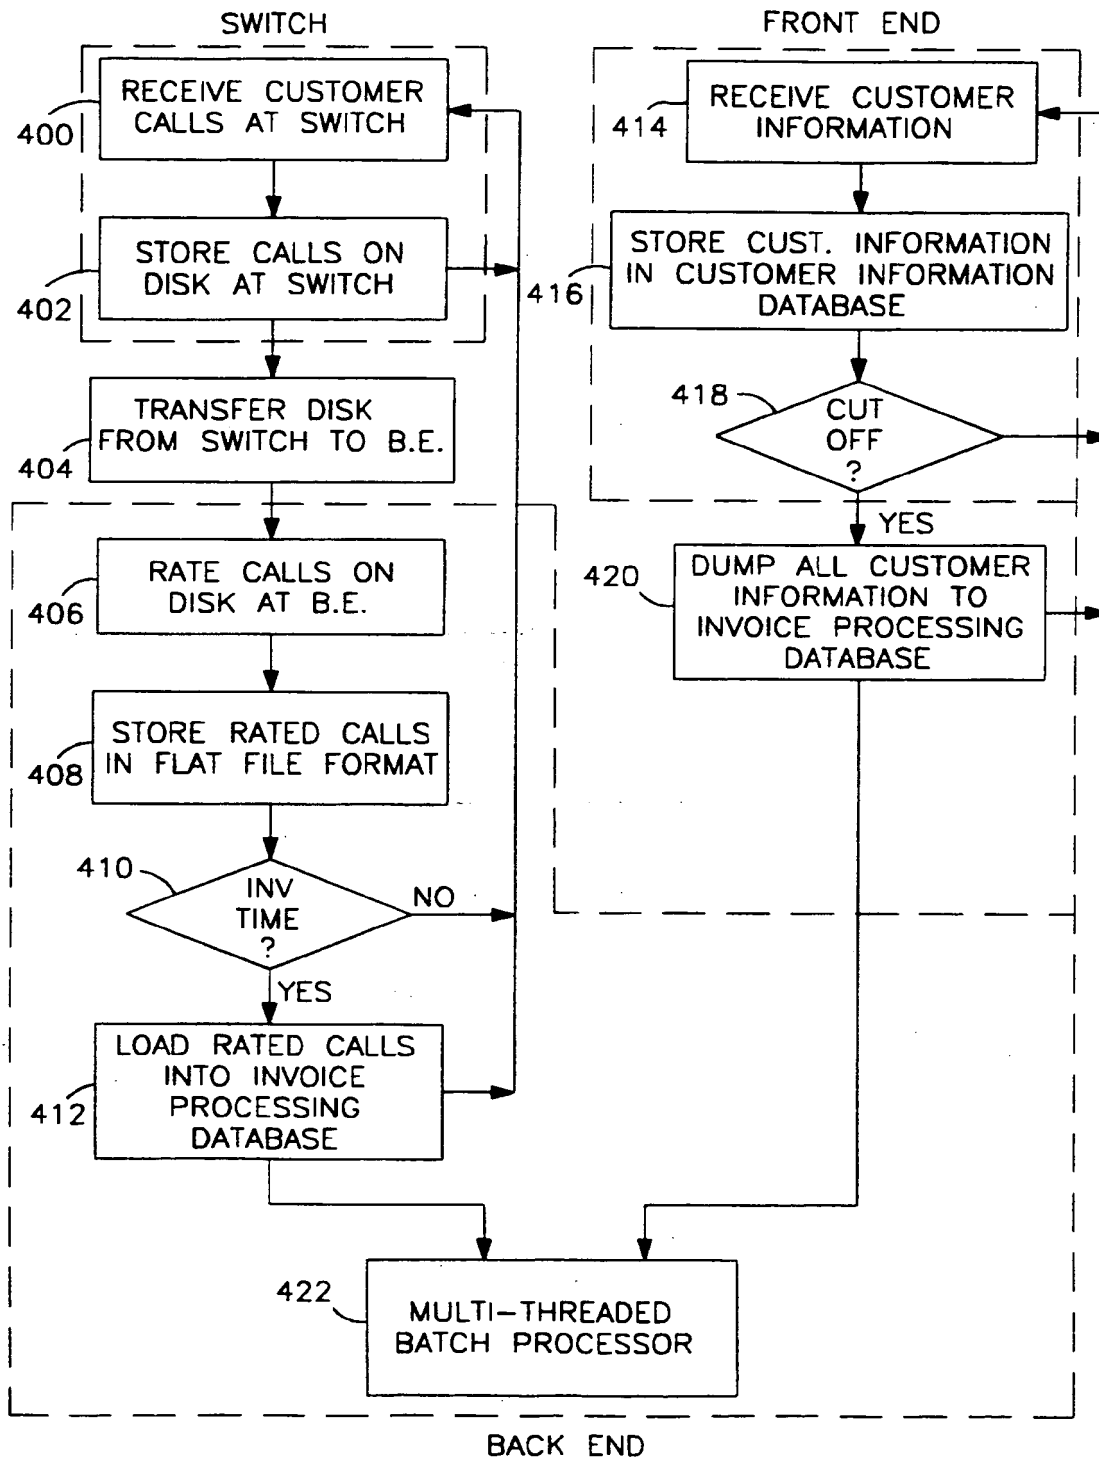 SWITCH
RECEIVE CUSTOMER
CALLS AT SWITCH
400
STORE CALLS ON
DISK AT SWITCH
402
TRANSFER DISK
FROM SWITCH TO B.E.
404
RATE CALLS ON
DISK AT B.E.
406
STORE RATED CALLS
IN FLAT FILE FORMAT
408
410
INV
TIME
?
NO
YES
LOAD RATED CALLS
INTO INVOICE
PROCESSING
DATABASE
412
FRONT END
RECEIVE CUSTOMER
INFORMATION
414
STORE CUST. INFORMATION
IN CUSTOMER INFORMATION
DATABASE
416
418
CUT
OFF
?
YES
DUMP ALL CUSTOMER
INFORMATION TO
INVOICE PROCESSING
DATABASE
420
422
MULTI-THREADED
BATCH PROCESSOR
BACK END